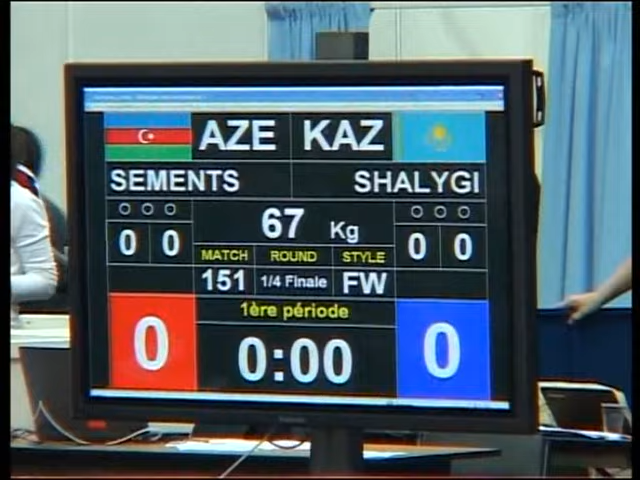 AZE KAZ
SEMENTS SHALYGI
67 Kg
0 0 0 0
MATCH ROUND STYLE
151 1/4 Finale FW
1ère période
0 0:00 0